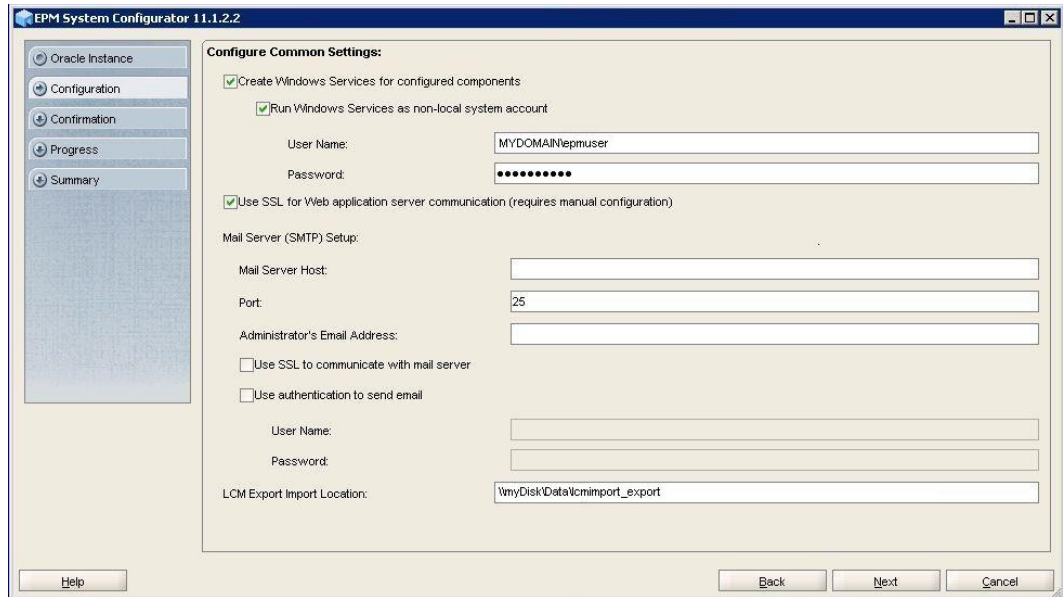 EPM System Configurator 11.1.2.2
Oracle Instance
Configuration
Confirmation
Progress
Summary
Configure Common Settings:
Create Windows Services for configured components
Run Windows Services as non-local system account
User Name: MYDOMAIN\epmuser
Password: ●●●●●●●●●●
Use SSL for Web application server communication (requires manual configuration)
Mail Server (SMTP) Setup:
Mail Server Host:
Port: 25
Administrator's Email Address:
Use SSL to communicate with mail server
Use authentication to send email
User Name:
Password:
LCM Export Import Location: \\myDisk\Data\lcmimport_export
Help Back Next Cancel